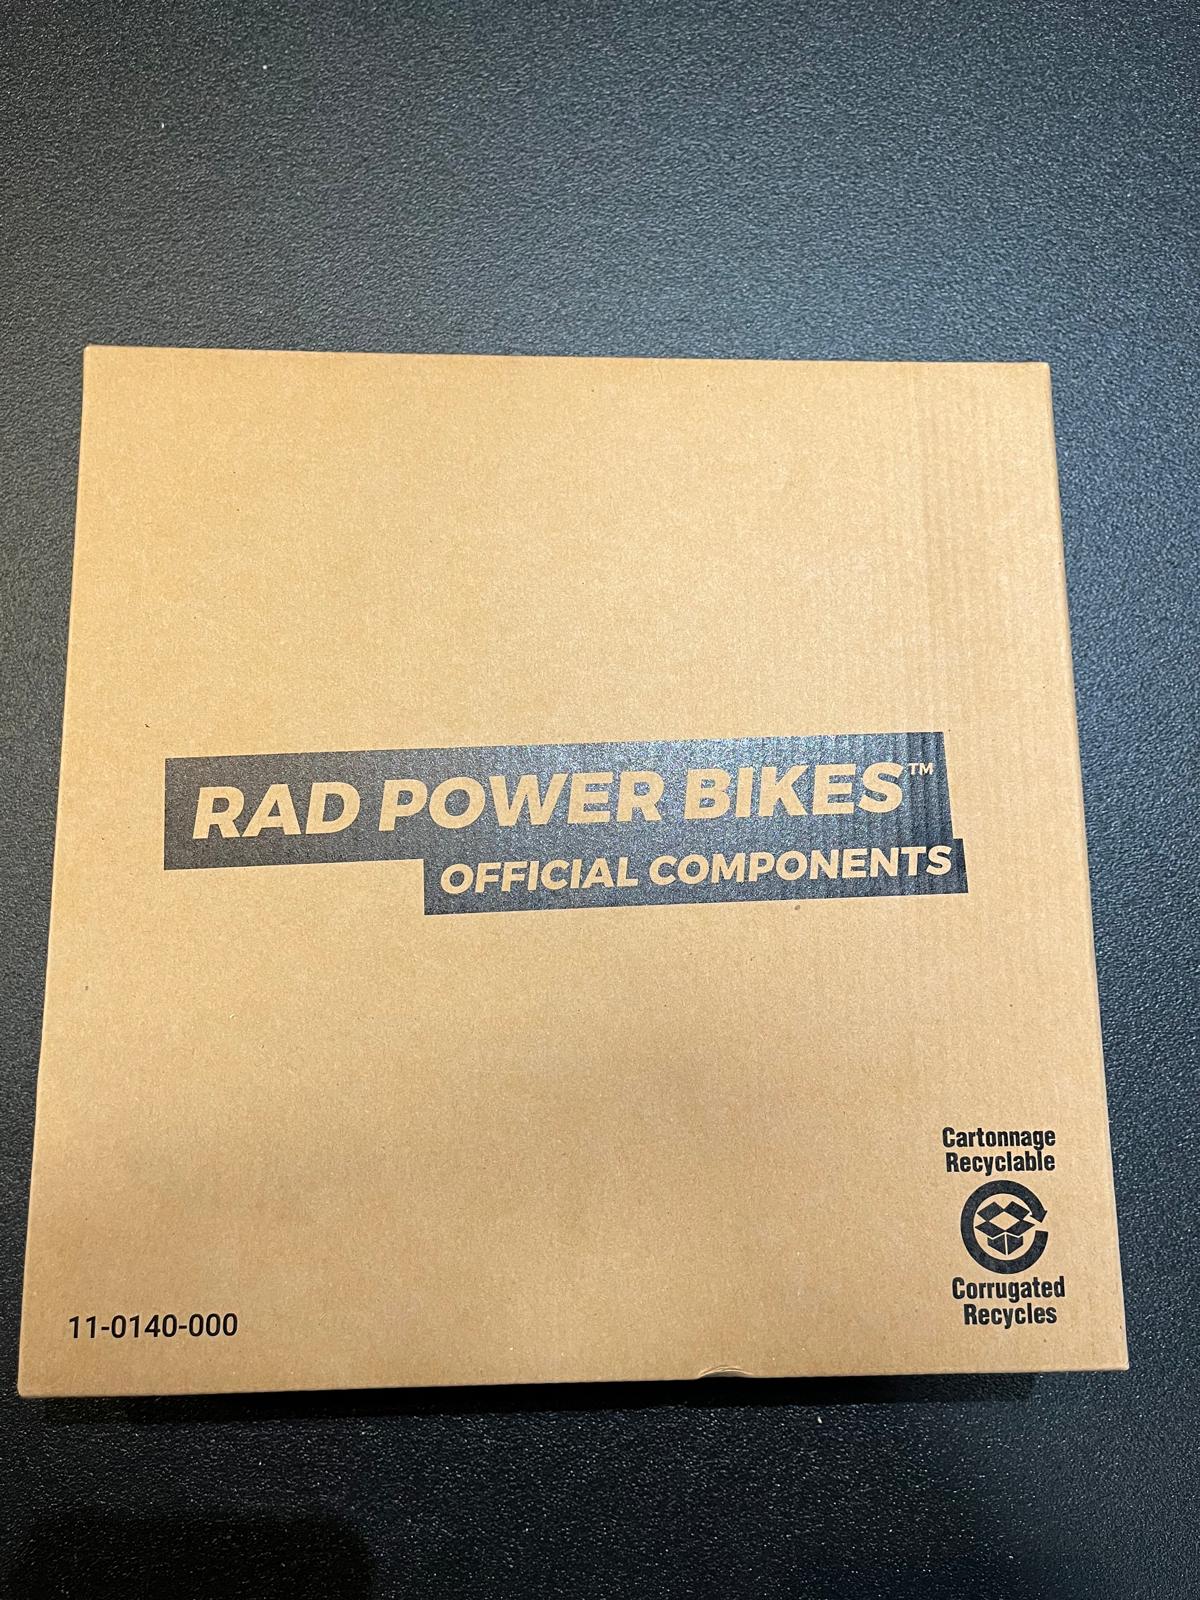 RAD POWER BIKES™
OFFICIAL COMPONENTS
Cartonnage
Recyclable
Corrugated
Recycles
11-0140-000